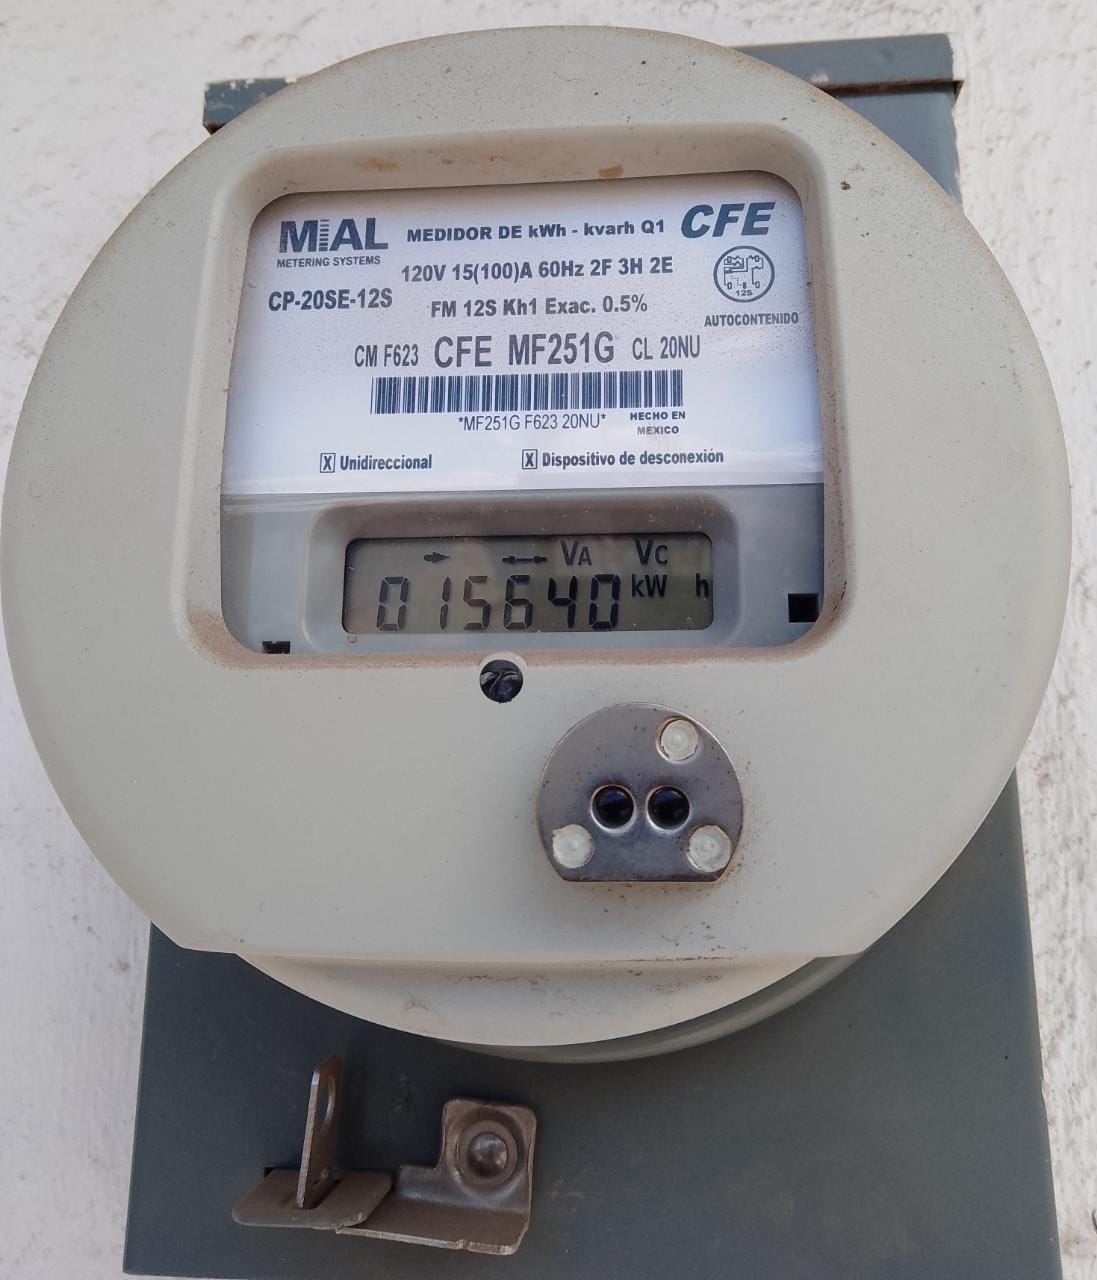 MIAL
METERING SYSTEMS
MEDIDOR DE kWh - kvarh Q1
CFE
120V 15(100)A 60Hz 2F 3H 2E
CP-20SE-12S
FM 12S Kh1 Exac. 0.5%
12S
AUTOCONTENIDO
CM F623 CFE MF251G CL 20NU
*MF251G F623 20NU*
HECHO EN
MEXICO
X Unidireccional
X Dispositivo de desconexión
VA VC
015640 kW h